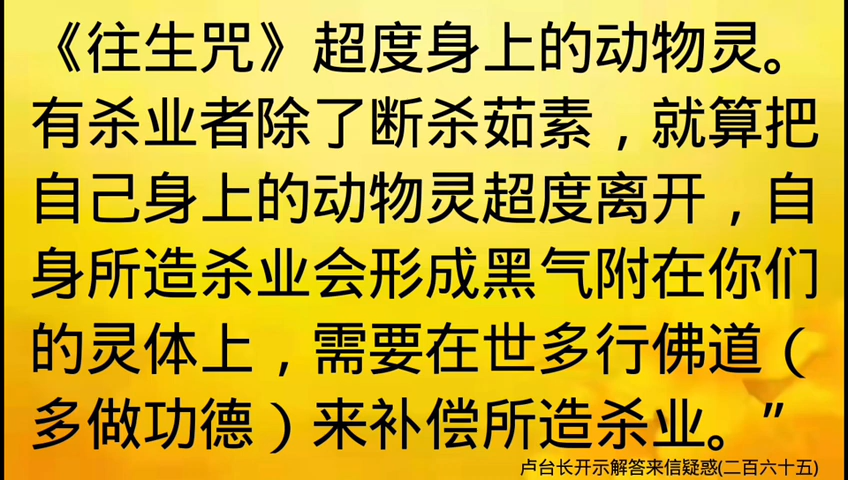 《往生咒》超度身上的动物灵。
有杀业者除了断杀茹素，就算把
自己身上的动物灵超度离开，自
身所造杀业会形成黑气附在你们
的灵体上，需要在世多行佛道（
多做功德）来补偿所造杀业。”
卢台长开示解答来信疑惑(二百六十五)